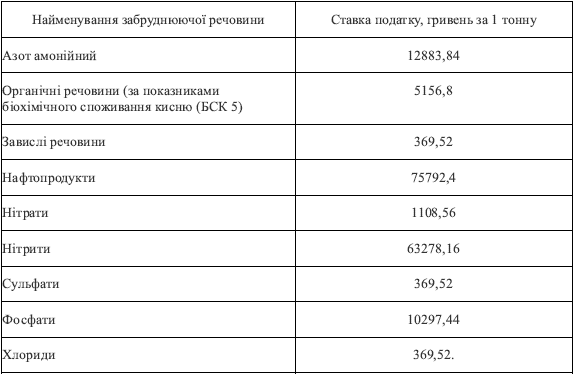 Найменування забруднюючої речовини
Ставка податку, гривень за 1 тонну
Азот амонійний
12883,84
Органічні речовини (за показниками
біохімічного споживання кисню (БСК 5)
5156,8
Завислі речовини
369,52
Нафтопродукти
75792,4
Нітрати
1108,56
Нітрити
63278,16
Сульфати
369,52
Фосфати
10297,44
Хлориди
369,52.